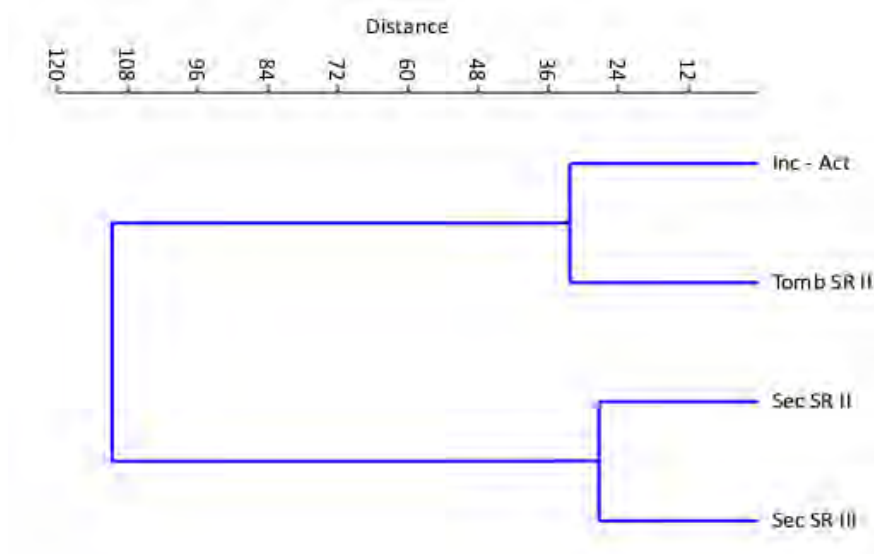 Distance
120 108 96 84 72 60 48 36 24 12
Inc - Act
Tomb SR II
Sec SR II
Sec SR III